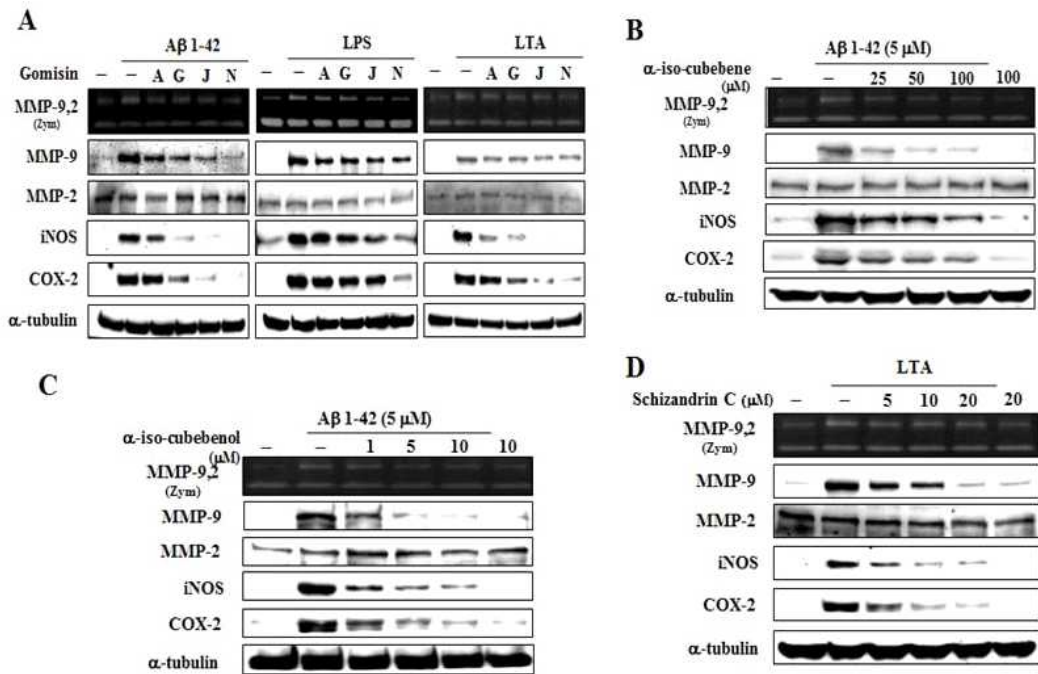 A
Aβ 1-42 LPS LTA
Gomisin – – A G J N – – A G J N – – A G J N
MMP-9,2
(Zym)
MMP-9
MMP-2
iNOS
COX-2
α-tubulin
B
Aβ 1-42 (5 μM)
α-iso-cubebene
(μM)
– – 25 50 100 100
MMP-9,2
(Zym)
MMP-9
MMP-2
iNOS
COX-2
α-tubulin
C
Aβ 1-42 (5 μM)
α-iso-cubebenol
(μM)
– – 1 5 10 10
MMP-9,2
(Zym)
MMP-9
MMP-2
iNOS
COX-2
α-tubulin
D
LTA
Schizandrin C (μM) – – 5 10 20 20
MMP-9,2
(Zym)
MMP-9
MMP-2
iNOS
COX-2
α-tubulin